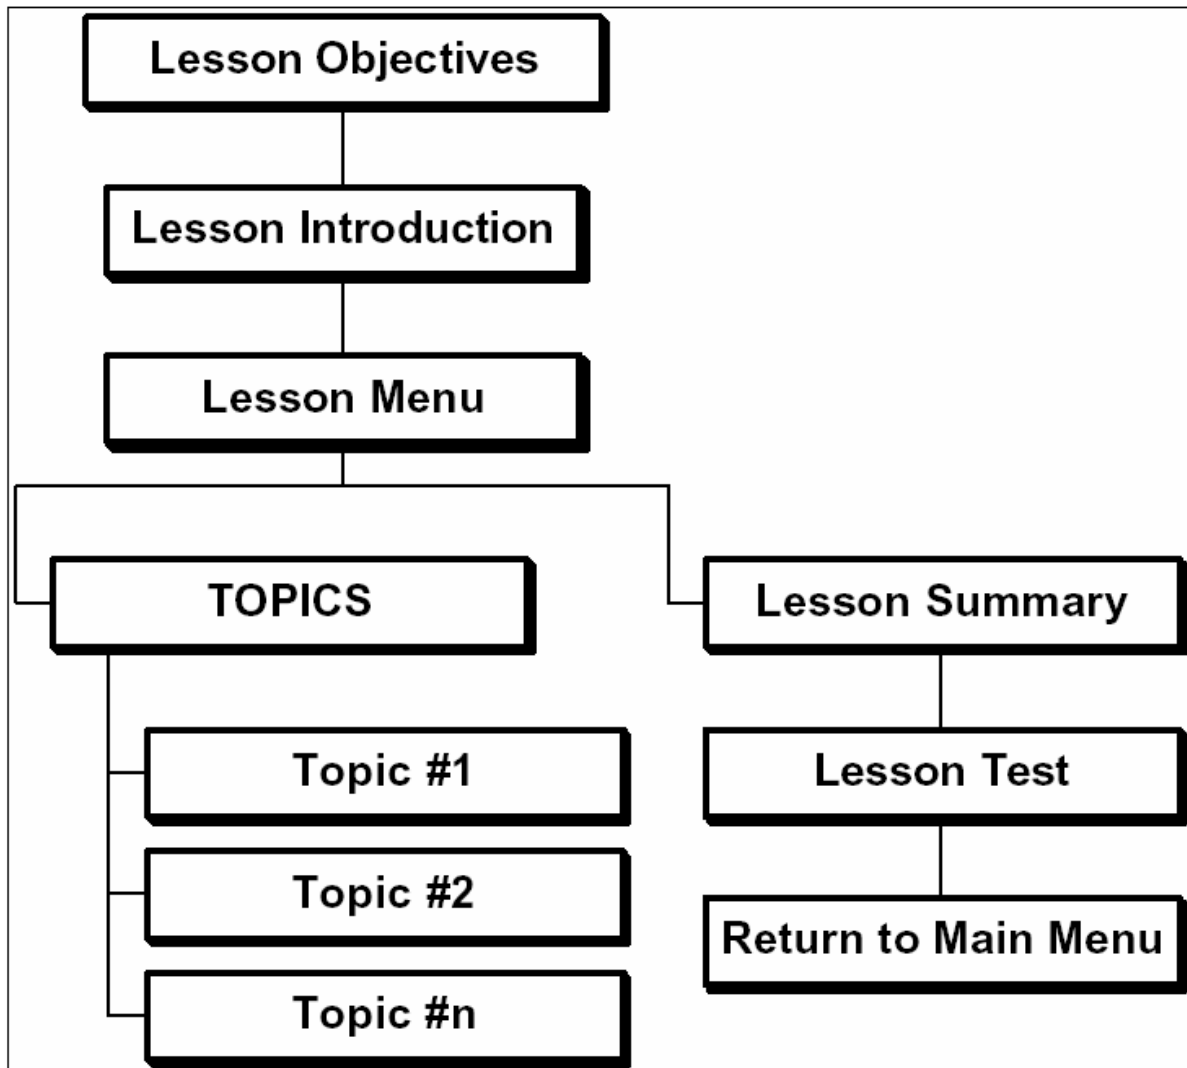 Lesson Objectives
Lesson Introduction
Lesson Menu
TOPICS
Topic #1
Topic #2
Topic #n
Lesson Summary
Lesson Test
Return to Main Menu